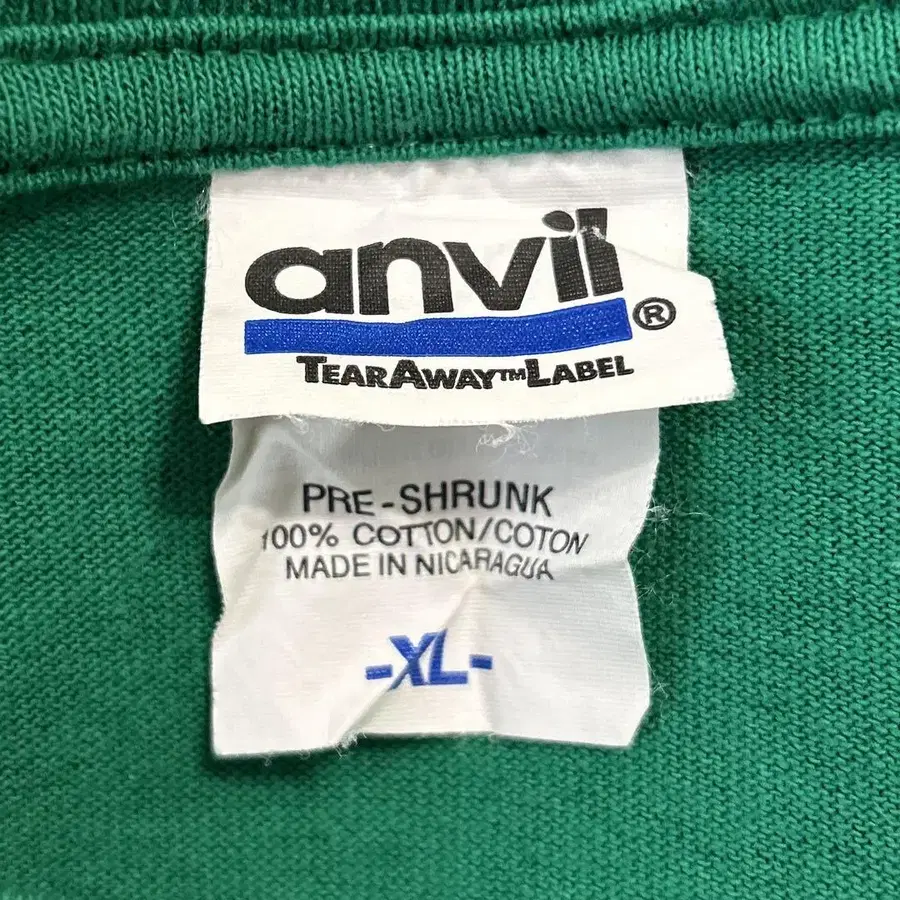 anvil®
TEARAWAY™LABEL
PRE-SHRUNK
100% COTTON/COTON
MADE IN NICARAGUA
-XL-